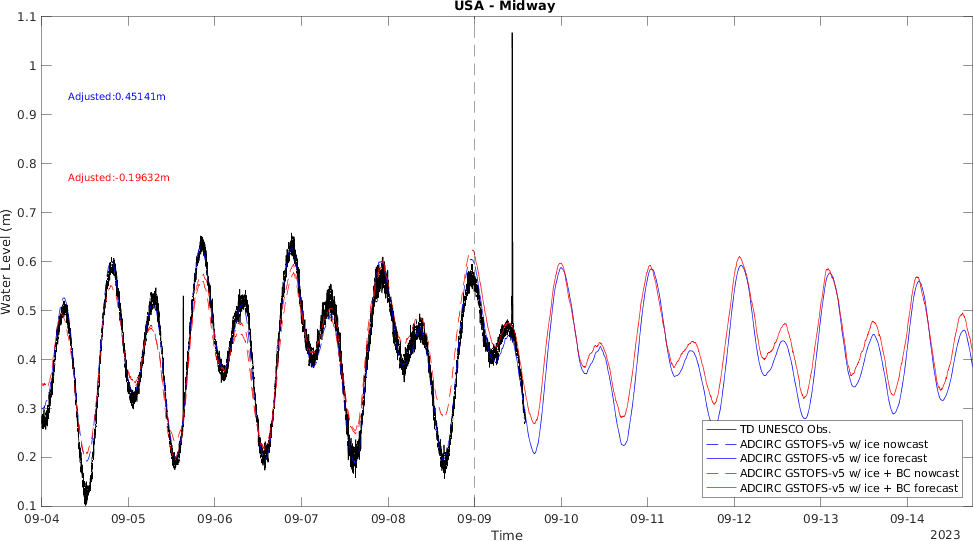 USA - Midway
1.1
1
0.9
0.8
0.7
0.6
0.5
0.4
0.3
0.2
0.1
Water Level (m)
Adjusted:0.45141m
Adjusted:-0.19632m
TD UNESCO Obs.
ADCIRC GSTOFS-v5 w/ ice nowcast
ADCIRC GSTOFS-v5 w/ ice forecast
ADCIRC GSTOFS-v5 w/ ice + BC nowcast
ADCIRC GSTOFS-v5 w/ ice + BC forecast
09-04 09-05 09-06 09-07 09-08 09-09 09-10 09-11 09-12 09-13 09-14
Time
2023